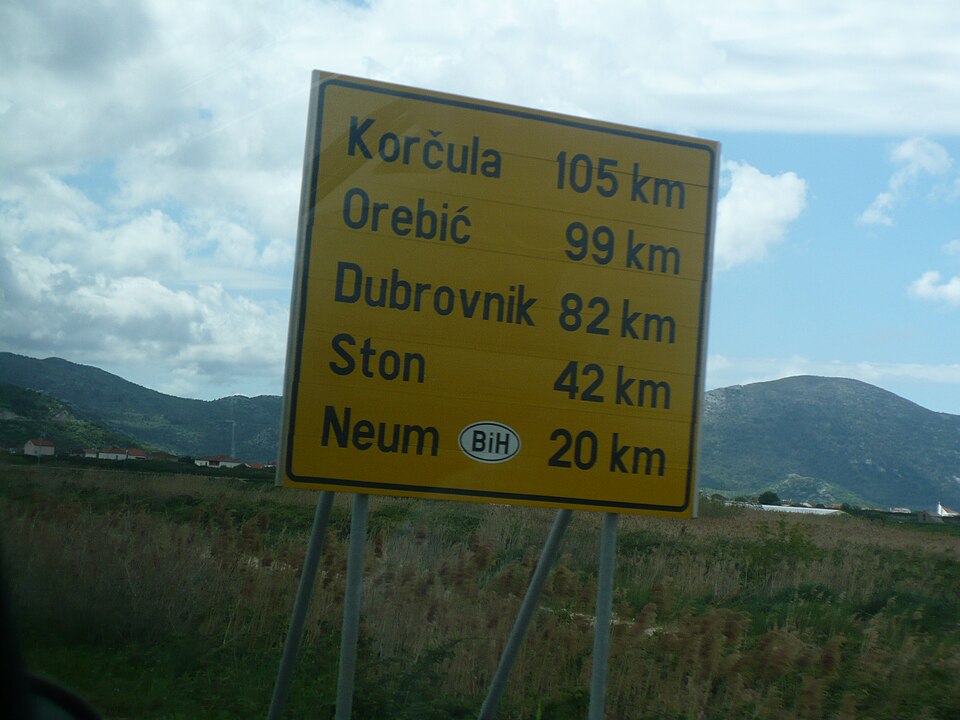 Korčula 105 km
Orebić 99 km
Dubrovnik 82 km
Ston 42 km
Neum BiH 20 km